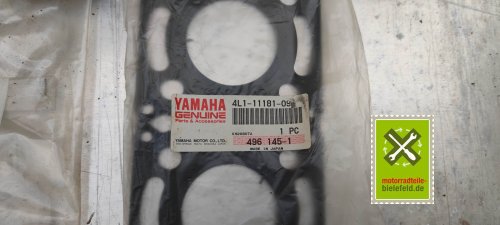 YAMAHA
GENUINE
Parts & Accessories
4L1-11181-09
1 PC
YAMAHA MOTOR CO., LTD.
496 145-1
MADE IN JAPAN
motorradteile-
bielefeld.de